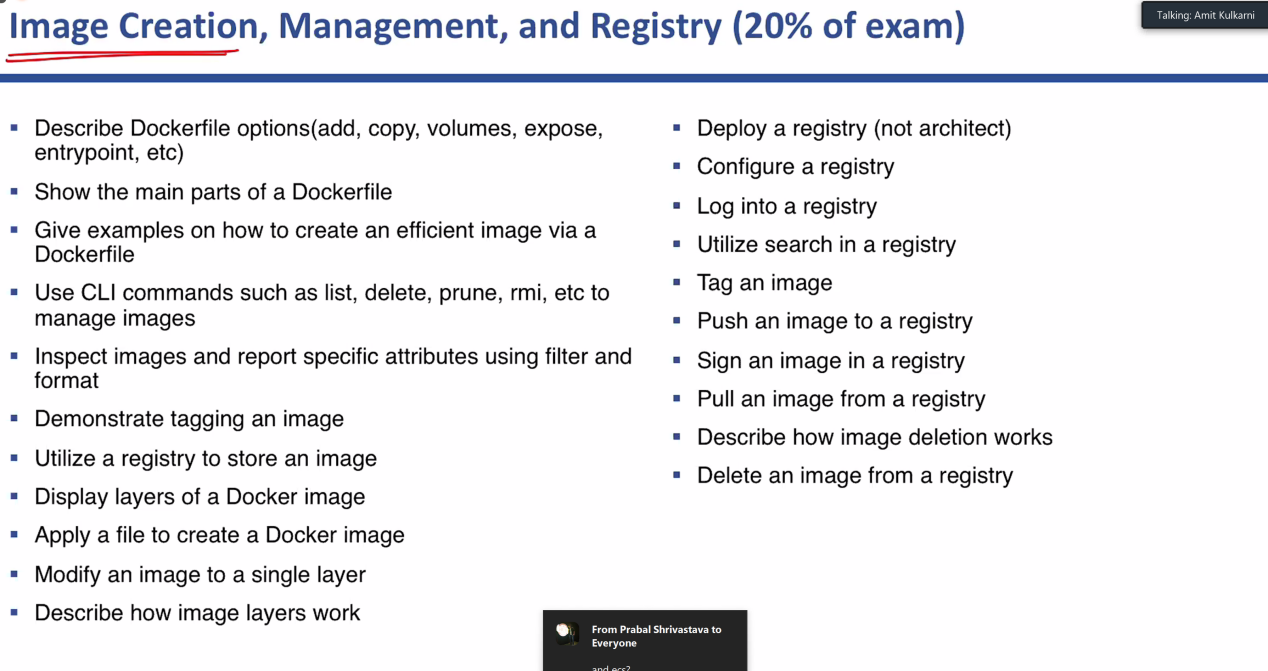 Image Creation, Management, and Registry (20% of exam)
Talking: Amit Kulkarni
▪ Describe Dockerfile options(add, copy, volumes, expose,
entrypoint, etc)
▪ Show the main parts of a Dockerfile
▪ Give examples on how to create an efficient image via a
Dockerfile
▪ Use CLI commands such as list, delete, prune, rmi, etc to
manage images
▪ Inspect images and report specific attributes using filter and
format
▪ Demonstrate tagging an image
▪ Utilize a registry to store an image
▪ Display layers of a Docker image
▪ Apply a file to create a Docker image
▪ Modify an image to a single layer
▪ Describe how image layers work
▪ Deploy a registry (not architect)
▪ Configure a registry
▪ Log into a registry
▪ Utilize search in a registry
▪ Tag an image
▪ Push an image to a registry
▪ Sign an image in a registry
▪ Pull an image from a registry
▪ Describe how image deletion works
▪ Delete an image from a registry
From Prabal Shrivastava to
Everyone
and ecs?